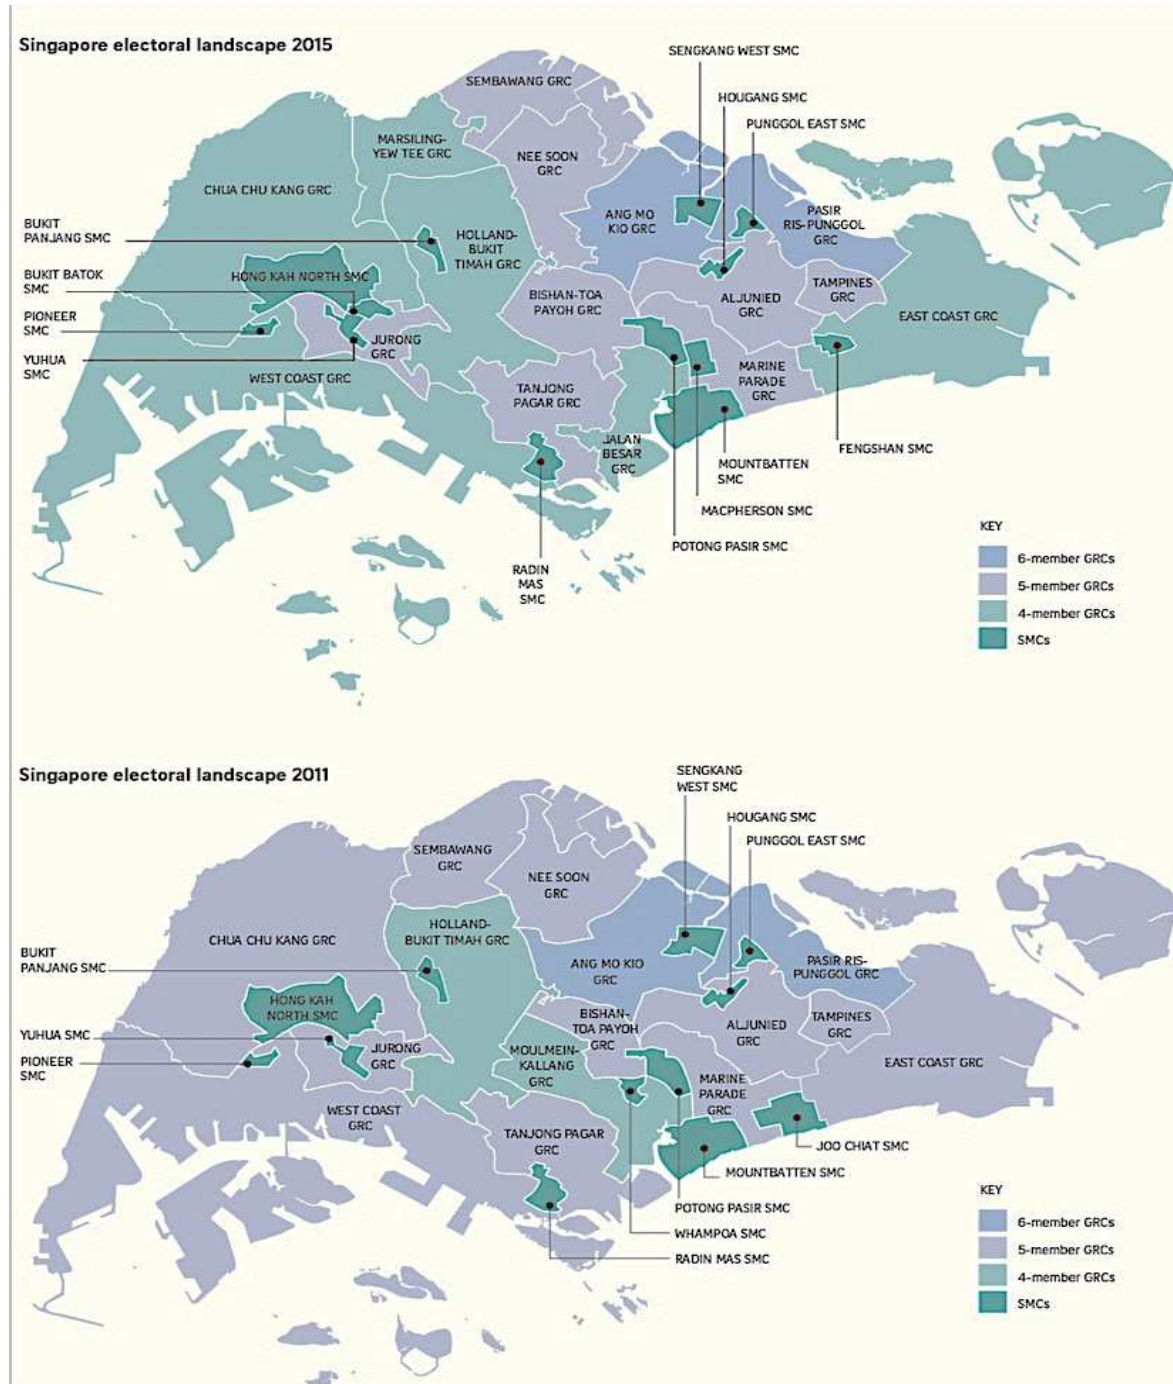 Singapore electoral landscape 2015
SENGKANG WEST SMC
HOUGANG SMC
PUNGGOL EAST SMC
SEMBAWANG GRC
MARSILING-
YEW TEE GRC
NEE SOON
GRC
CHUA CHU KANG GRC
ANG MO
KIO GRC
PASIR
RIS-PUNGGOL
GRC
BUKIT
PANJANG SMC
HOLLAND-
BUKIT
TIMAH GRC
BUKIT BATOK
SMC
HONG KAH NORTH SMC
BISHAN-TOA
PAYOH GRC
ALJUNIED
GRC
TAMPINES
GRC
EAST COAST GRC
PIONEER
SMC
JURONG
GRC
YUHUA
SMC
WEST COAST GRC
TANJONG
PAGAR GRC
MARINE
PARADE
GRC
JALAN
BESAR
GRC
FENGSHAN SMC
MOUNTBATTEN
SMC
MACPHERSON SMC
POTONG PASIR SMC
RADIN
MAS
SMC
KEY
6-member GRCs
5-member GRCs
4-member GRCs
SMCs
Singapore electoral landscape 2011
SENGKANG
WEST SMC
HOUGANG SMC
PUNGGOL EAST SMC
SEMBAWANG
GRC
NEE SOON
GRC
HOLLAND-
BUKIT TIMAH GRC
CHUA CHU KANG GRC
BUKIT
PANJANG SMC
ANG MO KIO
GRC
PASIR RIS-
PUNGGOL GRC
HONG KAH
NORTH SMC
BISHAN-
TOA PAYOH
GRC
ALJUNIED
GRC
TAMPINES
GRC
YUHUA SMC
JURONG
GRC
MOULMEIN-
KALLANG
GRC
EAST COAST GRC
PIONEER
SMC
MARINE
PARADE
GRC
WEST COAST
GRC
TANJONG PAGAR
GRC
JOO CHIAT SMC
MOUNTBATTEN SMC
POTONG PASIR SMC
WHAMPOA SMC
RADIN MAS SMC
KEY
6-member GRCs
5-member GRCs
4-member GRCs
SMCs